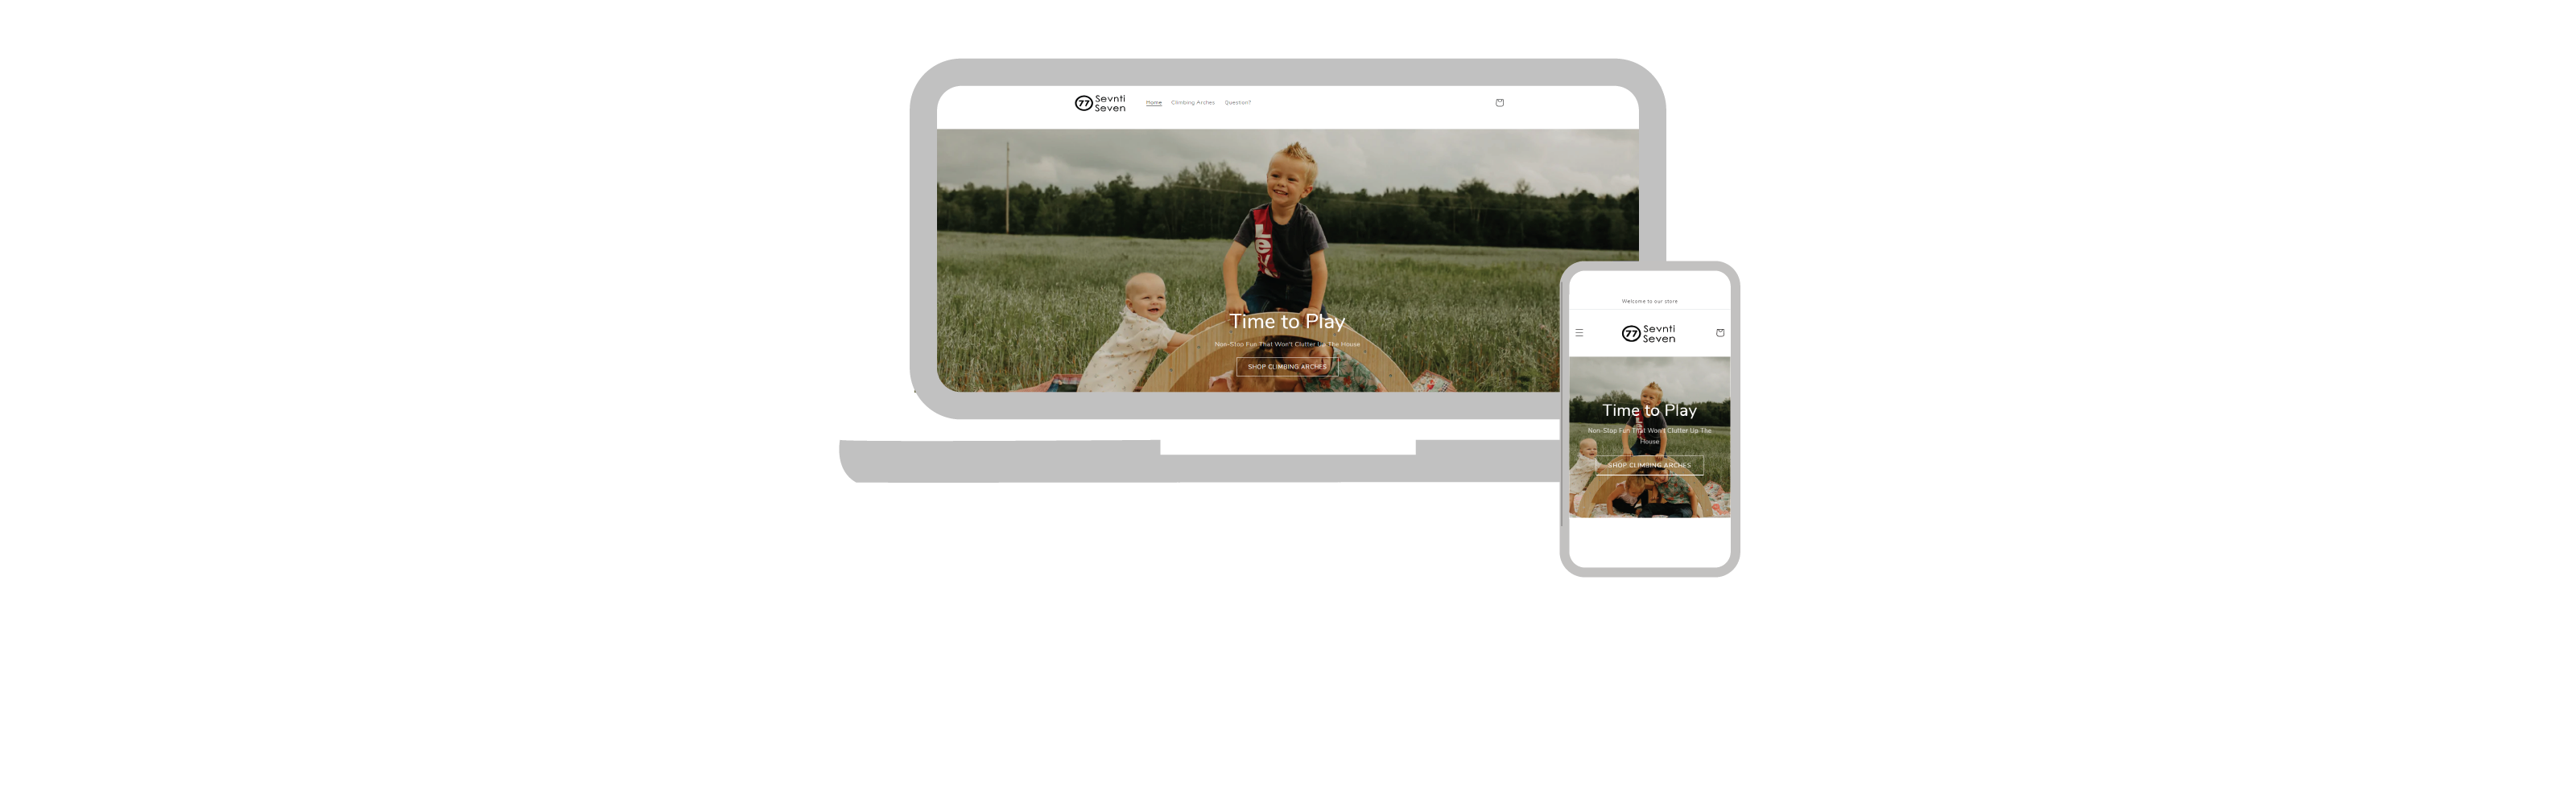 77 Sevnti
Seven
Home Climbing Arches Question?
Time to Play
Non-Stop Fun That Won't Clutter Up The House
SHOP CLIMBING ARCHES
Welcome to our store
77 Sevnti
Seven
Time to Play
Non-Stop Fun That Won't Clutter Up The
House
SHOP CLIMBING ARCHES